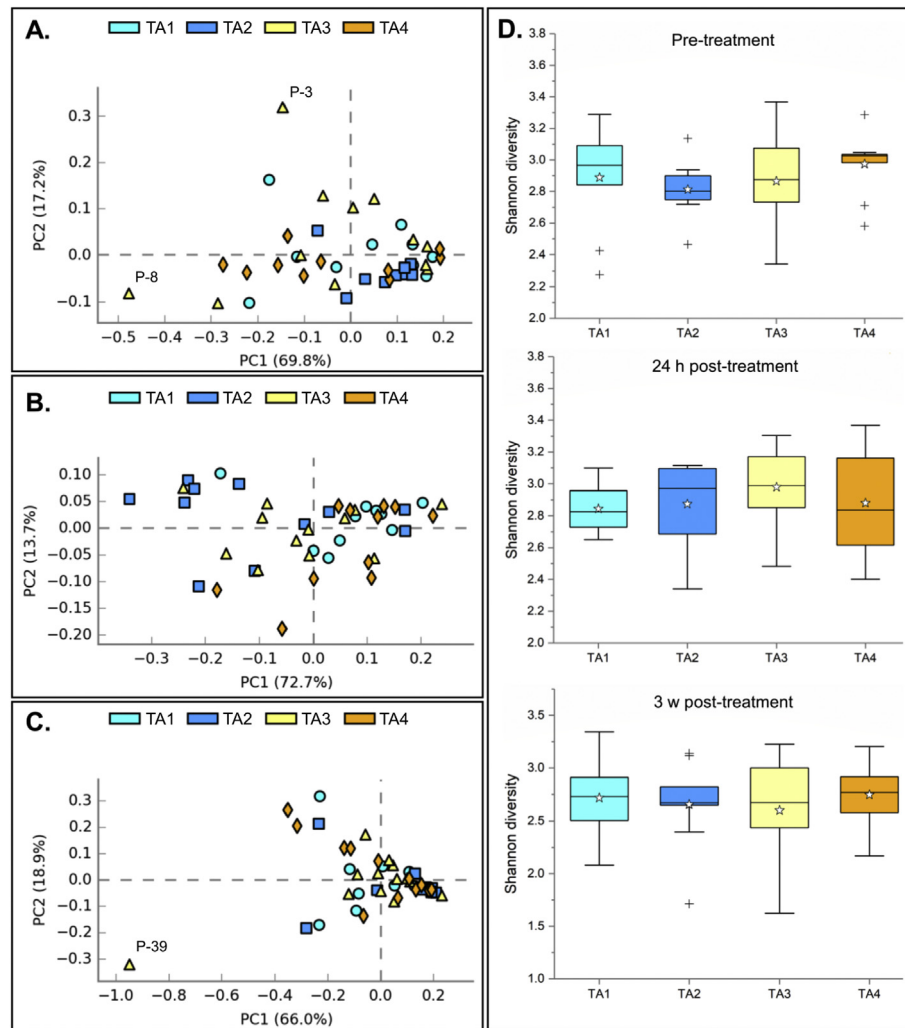 A.
TA1 TA2 TA3 TA4
P-3
P-8
PC2 (17.2%)
0.3
0.2
0.1
0.0
−0.1
−0.5 −0.4 −0.3 −0.2 −0.1 0.0 0.1 0.2
PC1 (69.8%)
B.
TA1 TA2 TA3 TA4
PC2 (13.7%)
0.10
0.05
0.00
−0.05
−0.10
−0.15
−0.20
−0.3 −0.2 −0.1 0.0 0.1 0.2
PC1 (72.7%)
C.
TA1 TA2 TA3 TA4
PC2 (18.9%)
0.3
0.2
0.1
0.0
−0.1
−0.2
−0.3
P-39
−1.0 −0.8 −0.6 −0.4 −0.2 0.0 0.2
PC1 (66.0%)
D.
Pre-treatment
Shannon diversity
3.8
3.6
3.4
3.2
3.0
2.8
2.6
2.4
2.2
2.0
TA1 TA2 TA3 TA4
24 h post-treatment
Shannon diversity
3.8
3.6
3.4
3.2
3.0
2.8
2.6
2.4
2.2
2.0
TA1 TA2 TA3 TA4
3 w post-treatment
Shannon diversity
3.5
3.0
2.5
2.0
1.5
1.0
TA1 TA2 TA3 TA4